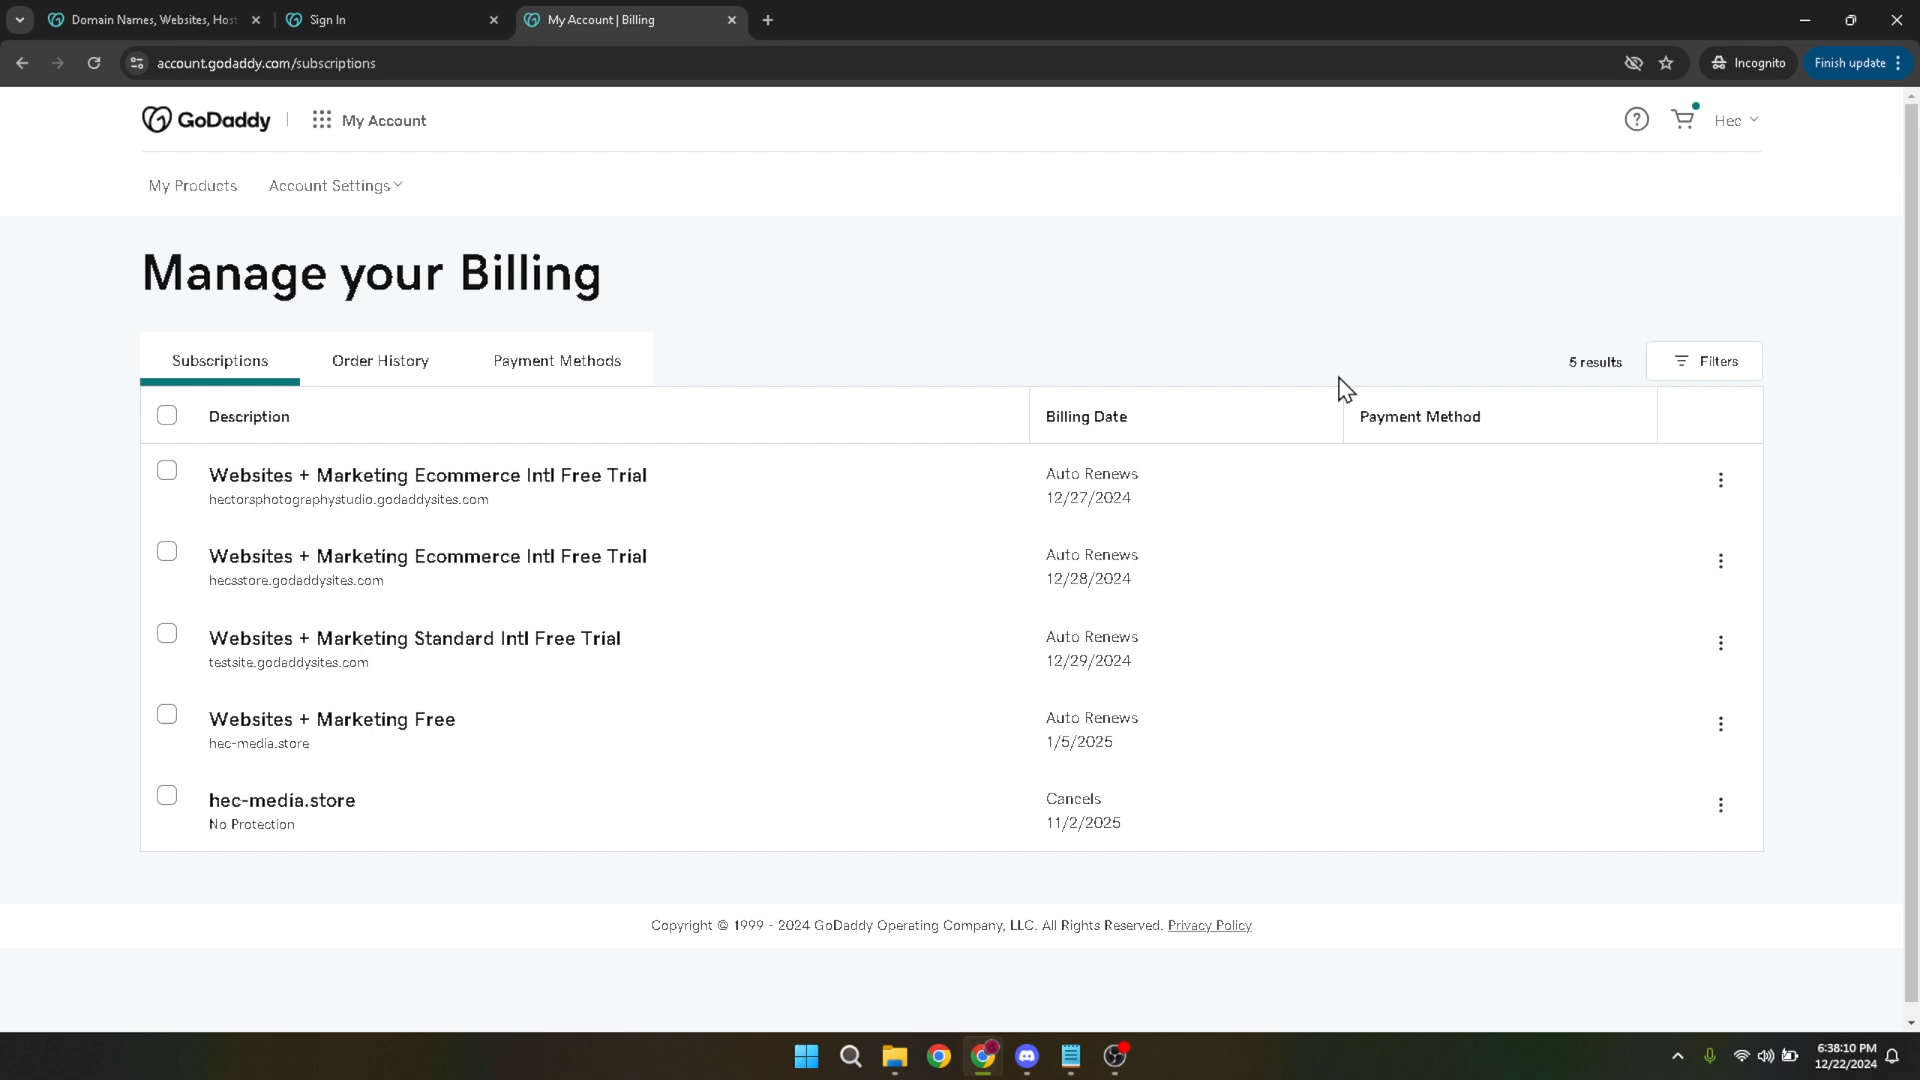 Domain Names, Websites, Host
Sign In
My Account | Billing
account.godaddy.com/subscriptions
Incognito
Finish update
GoDaddy
My Account
Hec
My Products
Account Settings
Manage your Billing
Subscriptions
Order History
Payment Methods
5 results
Filters
Description
Billing Date
Payment Method
Websites + Marketing Ecommerce Intl Free Trial
hectorsphotographystudio.godaddysites.com
Auto Renews
12/27/2024
Websites + Marketing Ecommerce Intl Free Trial
hecsstore.godaddysites.com
Auto Renews
12/28/2024
Websites + Marketing Standard Intl Free Trial
testsite.godaddysites.com
Auto Renews
12/29/2024
Websites + Marketing Free
hec-media.store
Auto Renews
1/5/2025
hec-media.store
No Protection
Cancels
11/2/2025
Copyright © 1999 - 2024 GoDaddy Operating Company, LLC. All Rights Reserved. Privacy Policy
6:38:10 PM
12/22/2024